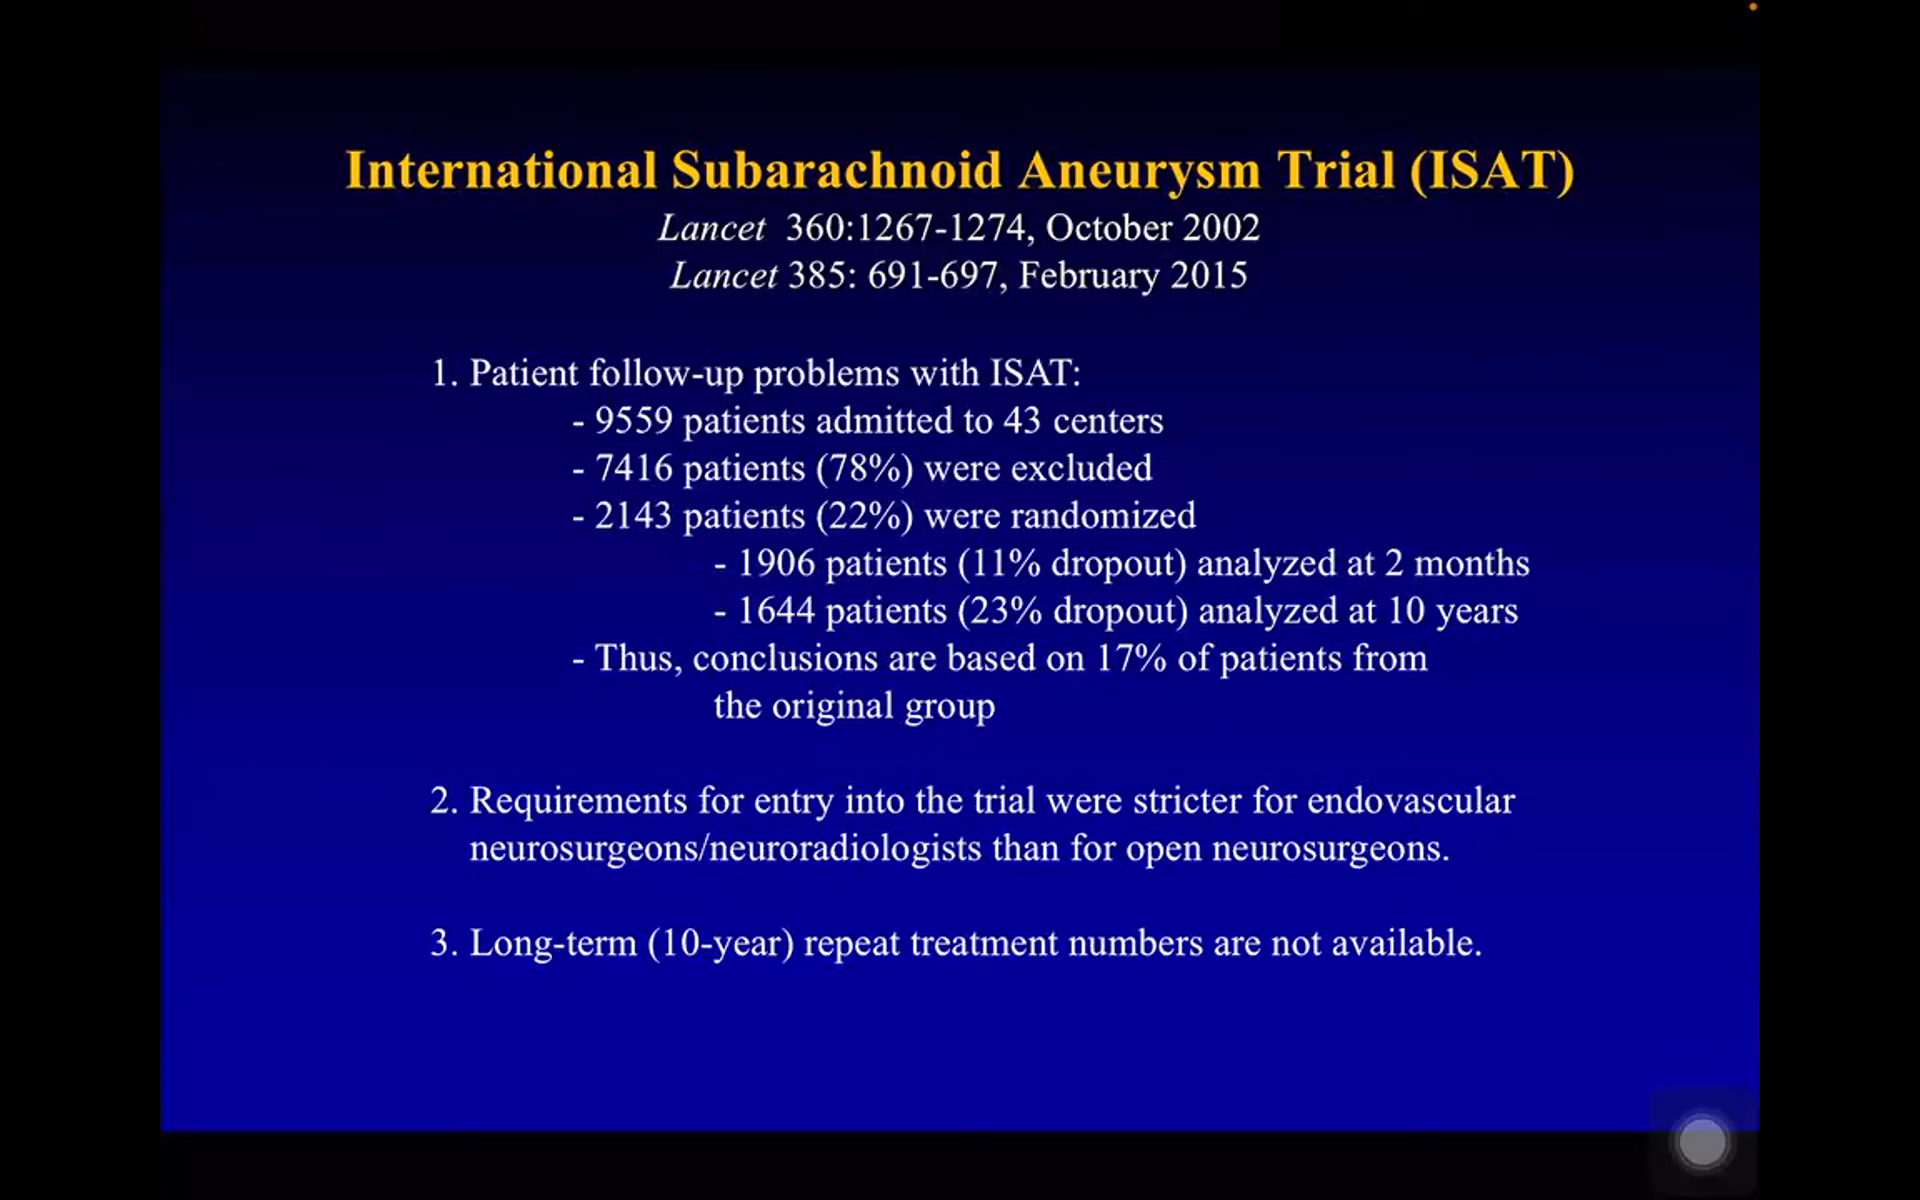 International Subarachnoid Aneurysm Trial (ISAT)
Lancet 360:1267-1274, October 2002
Lancet 385: 691-697, February 2015
1. Patient follow-up problems with ISAT:
- 9559 patients admitted to 43 centers
- 7416 patients (78%) were excluded
- 2143 patients (22%) were randomized
- 1906 patients (11% dropout) analyzed at 2 months
- 1644 patients (23% dropout) analyzed at 10 years
- Thus, conclusions are based on 17% of patients from
the original group
2. Requirements for entry into the trial were stricter for endovascular
neurosurgeons/neuroradiologists than for open neurosurgeons.
3. Long-term (10-year) repeat treatment numbers are not available.